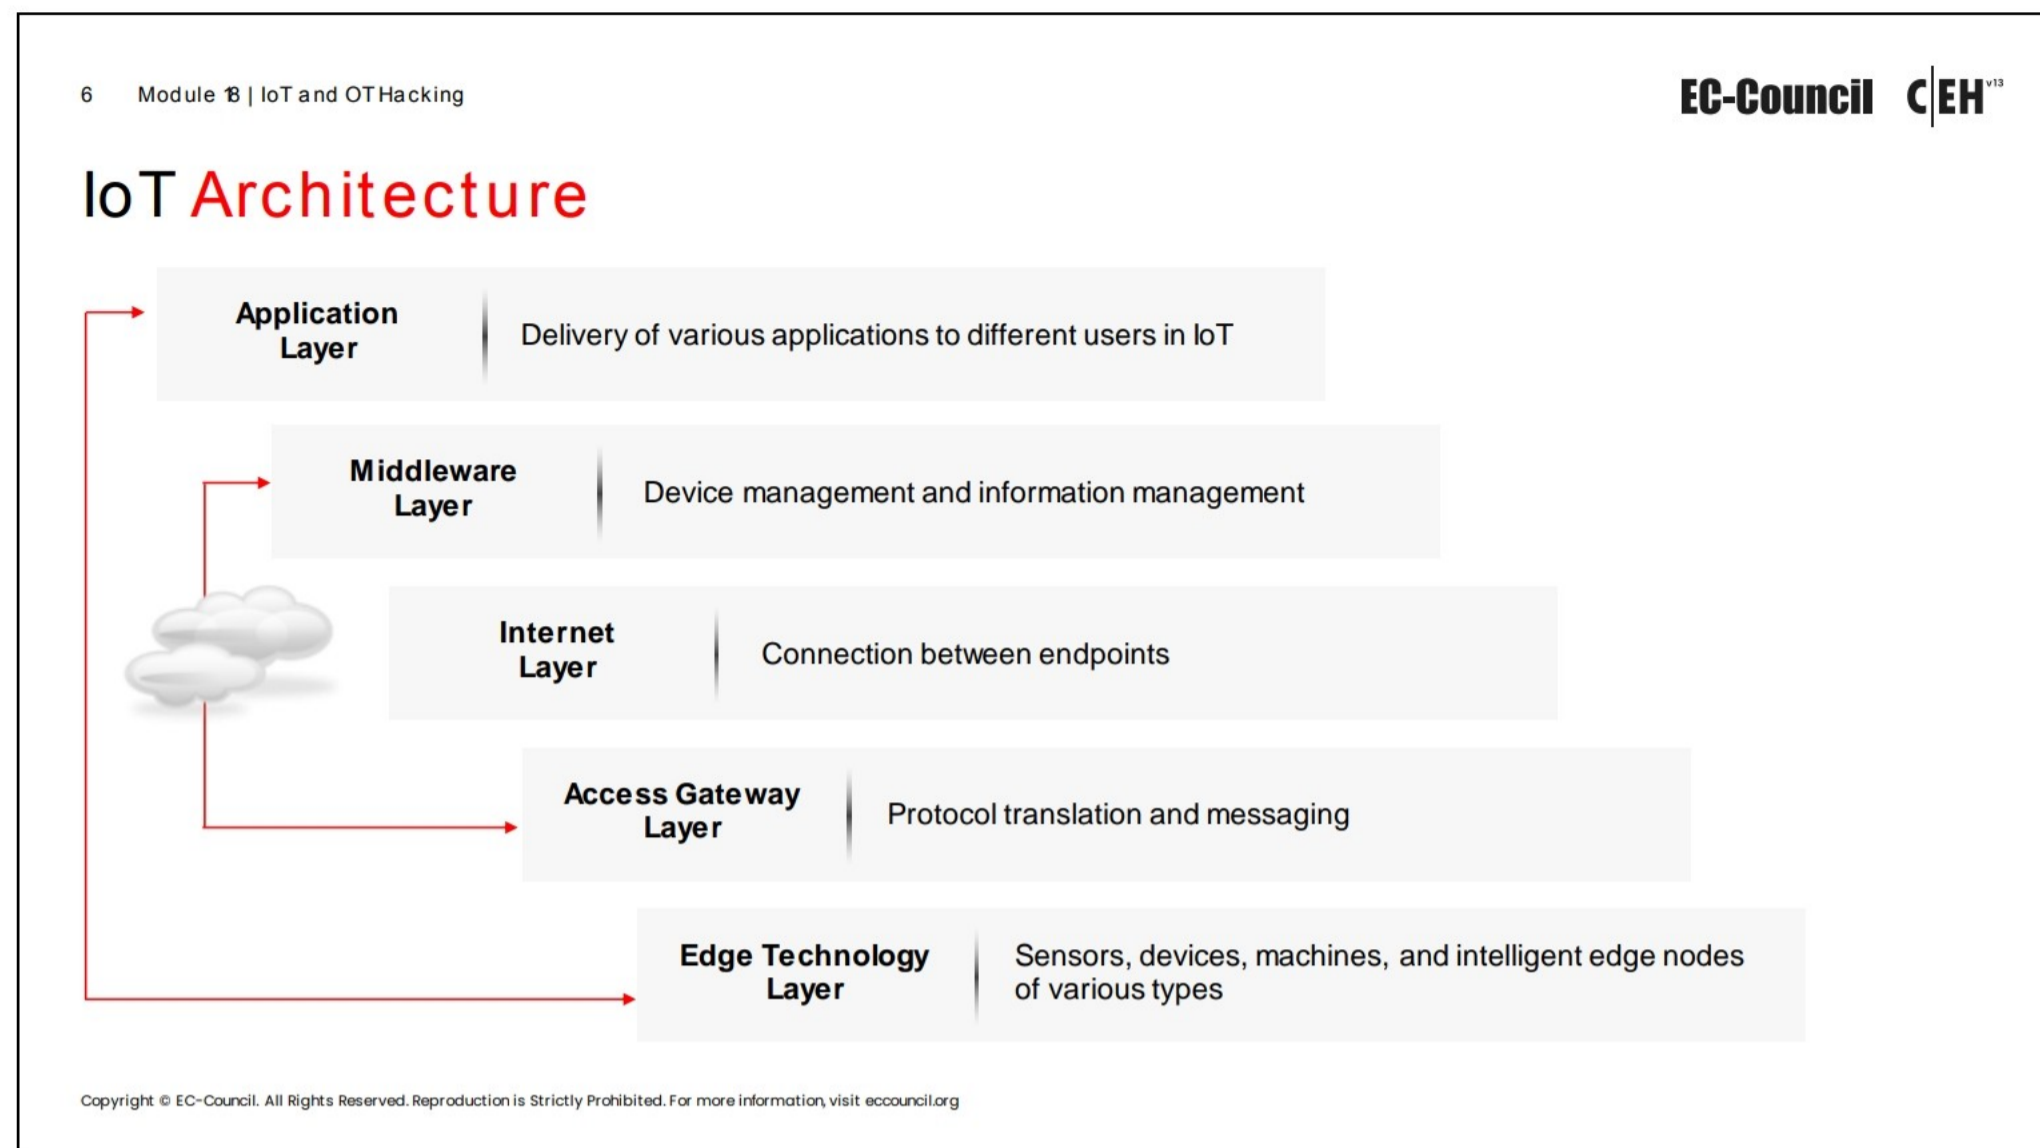 6 Module 18 | IoT and OT Hacking
EC-Council C|EH v13
IoT Architecture
Application
Layer
Delivery of various applications to different users in IoT
Middleware
Layer
Device management and information management
Internet
Layer
Connection between endpoints
Access Gateway
Layer
Protocol translation and messaging
Edge Technology
Layer
Sensors, devices, machines, and intelligent edge nodes
of various types
Copyright © EC-Council. All Rights Reserved. Reproduction is Strictly Prohibited. For more information, visit eccouncil.org